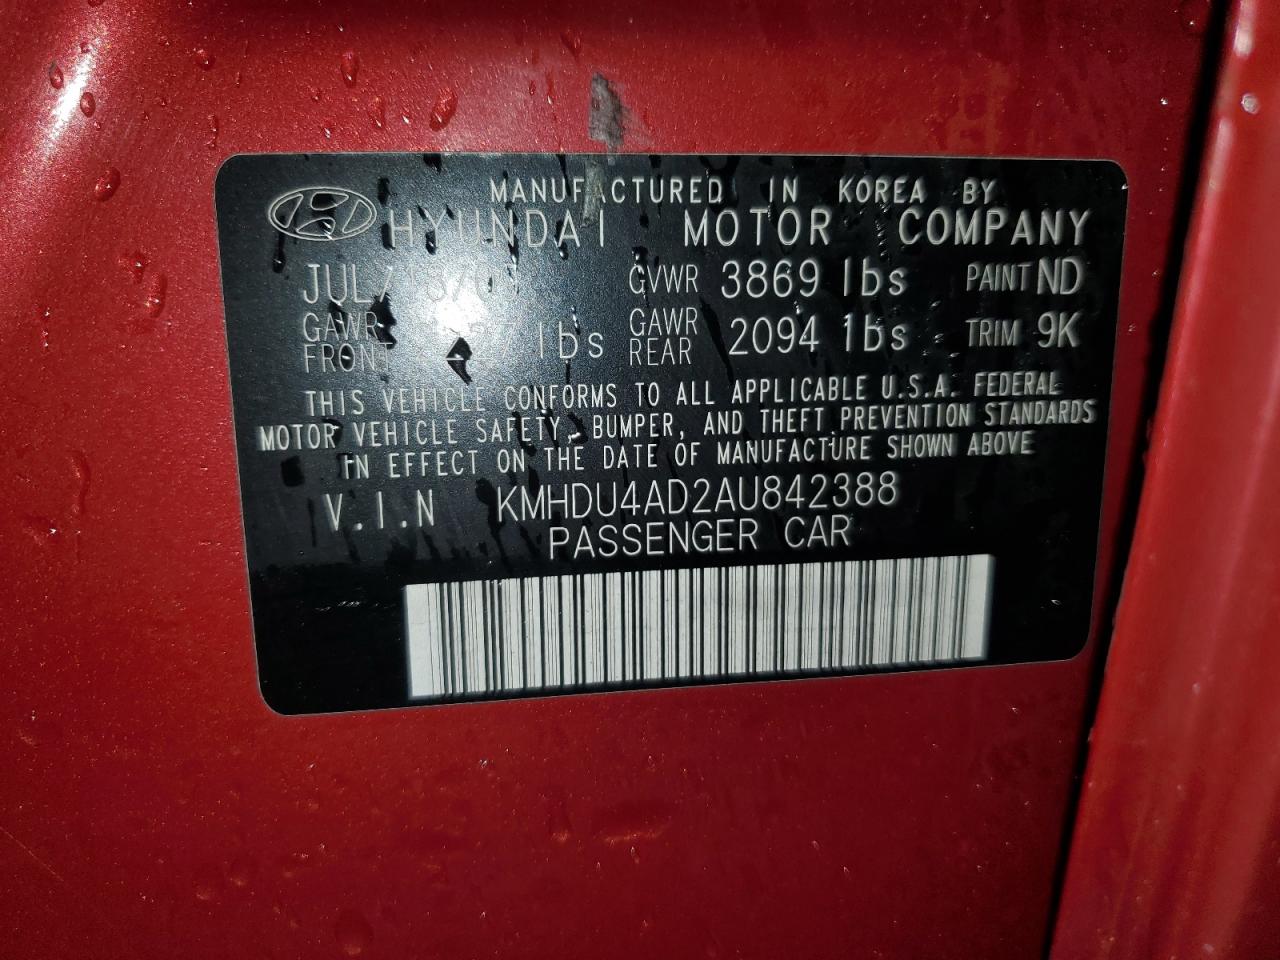 MANUFACTURED IN KOREA BY
HYUNDAI MOTOR COMPANY
GVWR 3869 lbs PAINT ND
GAWR FRONT lbs GAWR REAR 2094 lbs TRIM 9K
THIS VEHICLE CONFORMS TO ALL APPLICABLE U.S.A. FEDERAL
MOTOR VEHICLE SAFETY, BUMPER, AND THEFT PREVENTION STANDARDS
IN EFFECT ON THE DATE OF MANUFACTURE SHOWN ABOVE
V.I.N KMHDU4AD2AU842388
PASSENGER CAR